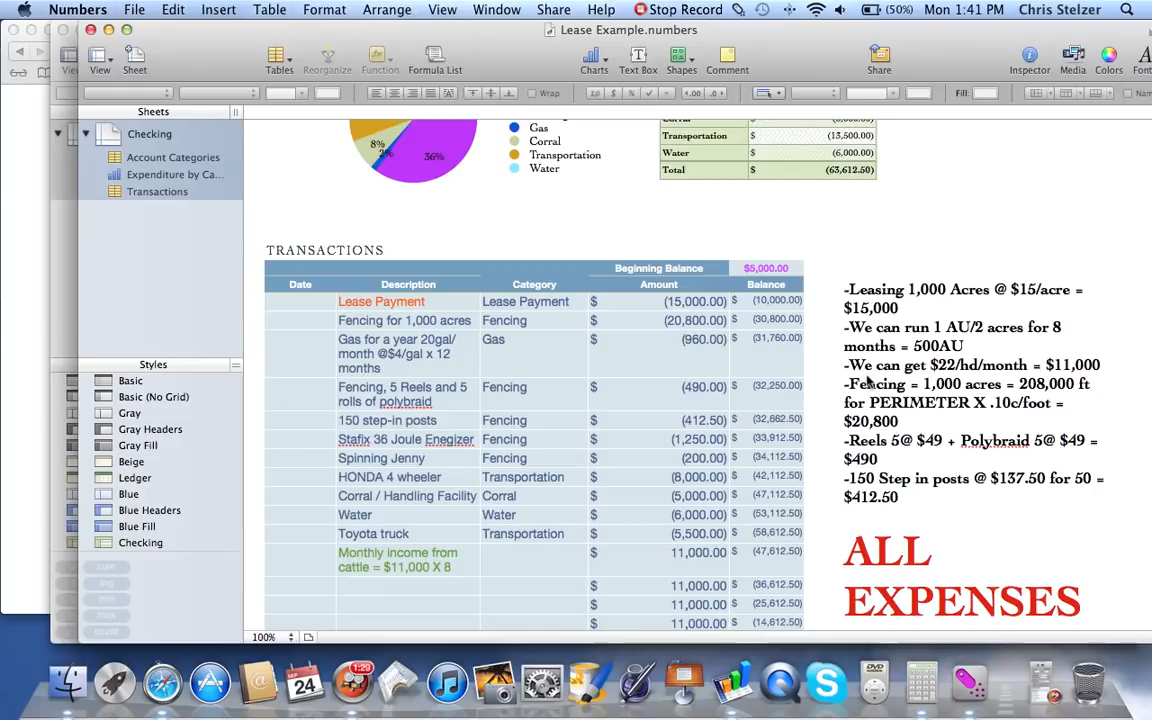 Numbers File Edit Insert Table Format Arrange View Window Share Help Stop Record (50%) Mon 1:41 PM Chris Stelzer
Lease Example.numbers
View Sheet Tables Reorganize Function Formula List Charts Text Box Shapes Comment Share Inspector Media Colors
Wrap Fill:
Sheets
Checking
Account Categories
Expenditure by Ca...
Transactions
Styles
Basic
Basic (No Grid)
Gray
Gray Headers
Gray Fill
Beige
Ledger
Blue
Blue Headers
Blue Fill
Checking
sum
avg
min
max
count
8%
2%
36%
Gas
Corral
Transportation
Water
Transportation $ (13,500.00)
Water $ (6,000.00)
Total $ (63,612.50)
TRANSACTIONS
Beginning Balance $5,000.00
Date Description Category Amount Balance
Lease Payment Lease Payment $ (15,000.00) $ (10,000.00)
Fencing for 1,000 acres Fencing $ (20,800.00) $ (30,800.00)
Gas for a year 20gal/ Gas $ (960.00) $ (31,760.00)
month @$4/gal x 12
months
Fencing, 5 Reels and 5 Fencing $ (490.00) $ (32,250.00)
rolls of polybraid
150 step-in posts Fencing $ (412.50) $ (32,662.50)
Stafix 36 Joule Enegizer Fencing $ (1,250.00) $ (33,912.50)
Spinning Jenny Fencing $ (200.00) $ (34,112.50)
HONDA 4 wheeler Transportation $ (8,000.00) $ (42,112.50)
Corral / Handling Facility Corral $ (5,000.00) $ (47,112.50)
Water Water $ (6,000.00) $ (53,112.50)
Toyota truck Transportation $ (5,500.00) $ (58,612.50)
Monthly income from $ 11,000.00 $ (47,612.50)
cattle = $11,000 X 8
$ 11,000.00 $ (36,612.50)
$ 11,000.00 $ (25,612.50)
$ 11,000.00 $ (14,612.50)
-Leasing 1,000 Acres @ $15/acre =
$15,000
-We can run 1 AU/2 acres for 8
months = 500AU
-We can get $22/hd/month = $11,000
-Fencing = 1,000 acres = 208,000 ft
for PERIMETER X .10c/foot =
$20,800
-Reels 5@ $49 + Polybraid 5@ $49 =
$490
-150 Step in posts @ $137.50 for 50 =
$412.50
ALL
EXPENSES
100%
1:29
24